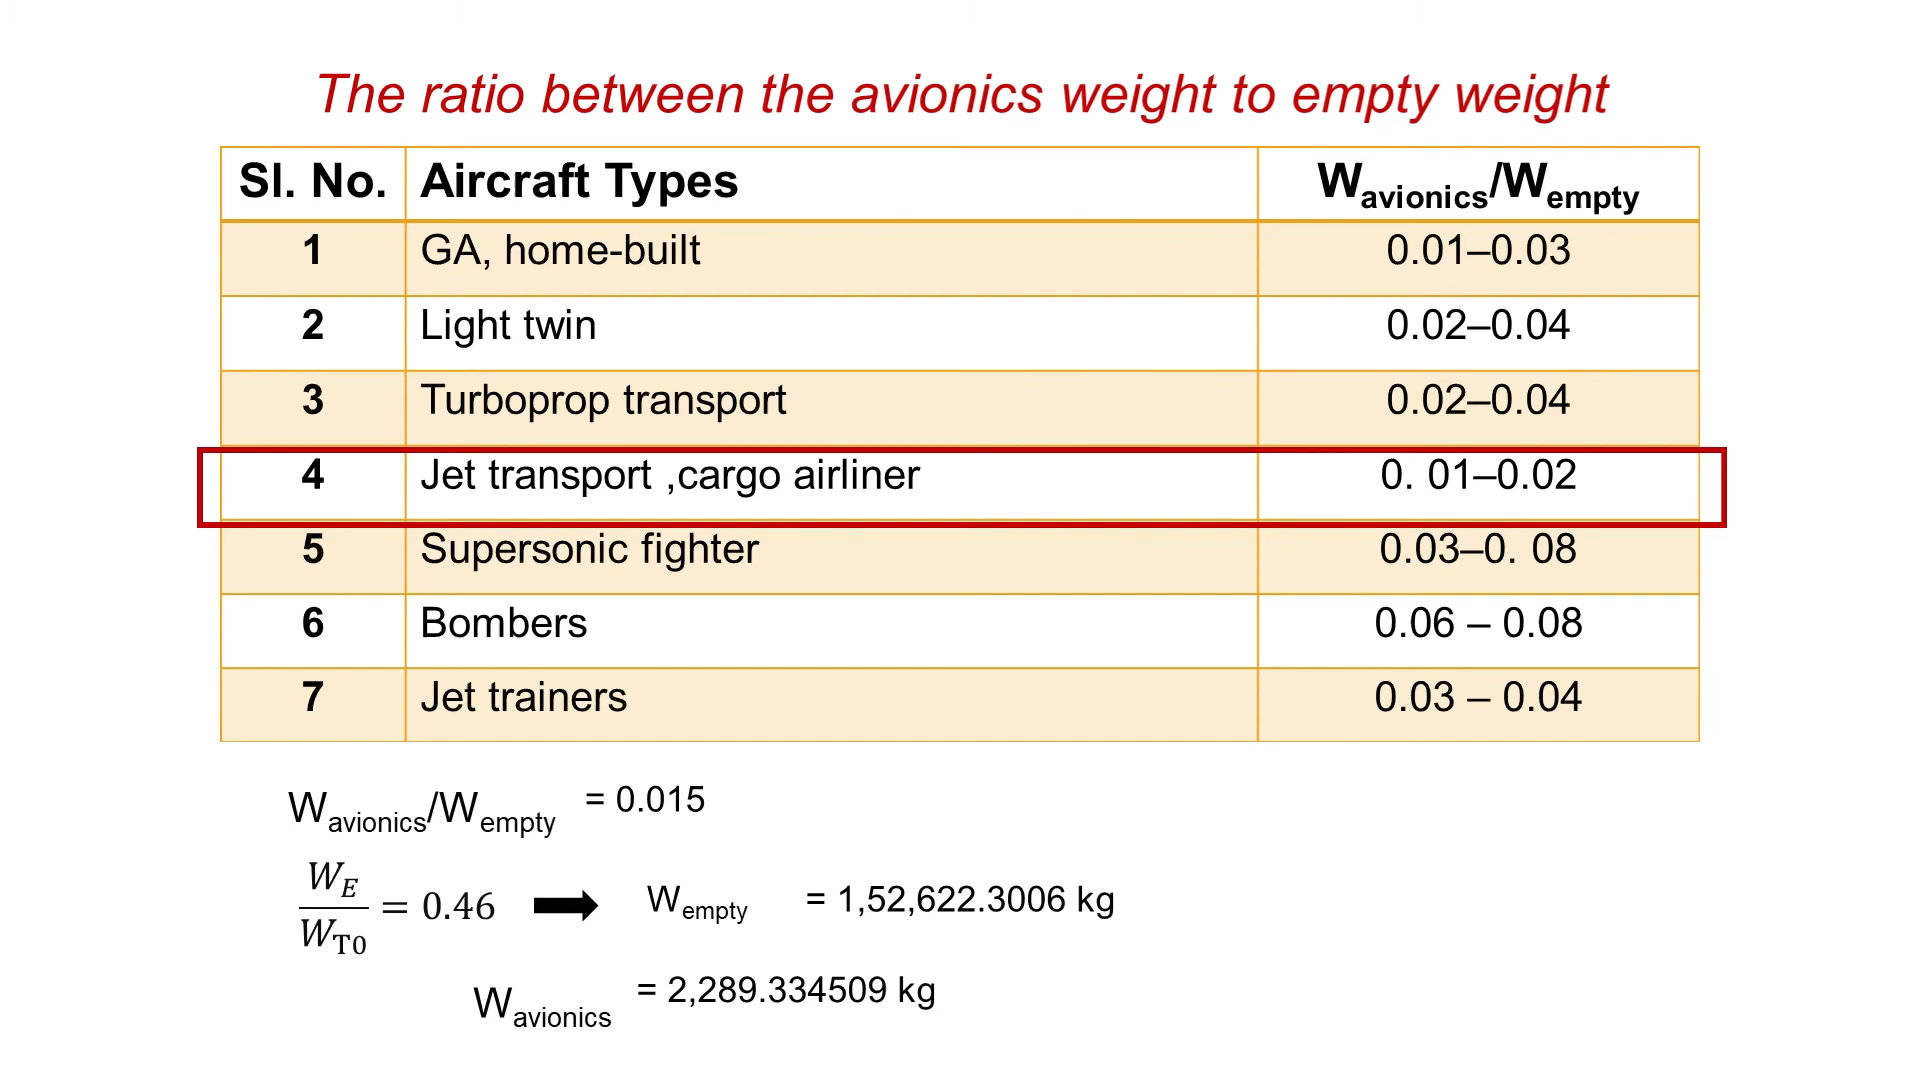 The ratio between the avionics weight to empty weight
Sl. No. Aircraft Types Wavionics/Wempty
1 GA, home-built 0.01–0.03
2 Light twin 0.02–0.04
3 Turboprop transport 0.02–0.04
4 Jet transport ,cargo airliner 0. 01–0.02
5 Supersonic fighter 0.03–0. 08
6 Bombers 0.06 – 0.08
7 Jet trainers 0.03 – 0.04
Wavionics/Wempty = 0.015
WE/WT0 = 0.46 ➡ Wempty = 1,52,622.3006 kg
Wavionics = 2,289.334509 kg